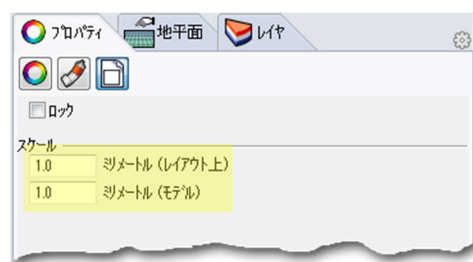 プロパティ 地平面 レイヤ
ロック
スケール
1.0 ミリメートル (レイアウト上)
1.0 ミリメートル (モデル)